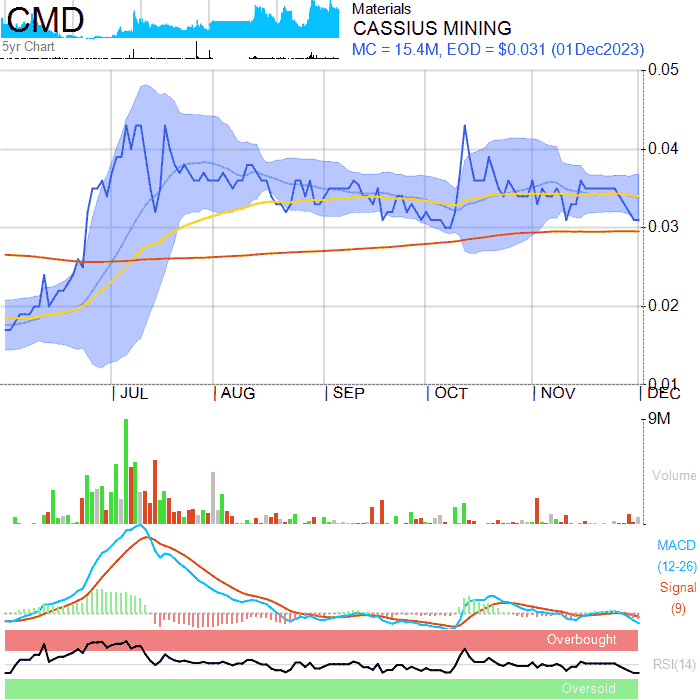 CMD
5yr Chart
Materials
CASSIUS MINING
MC = 15.4M, EOD = $0.031 (01Dec2023)
0.05
0.04
0.03
0.02
0.01
JUL AUG SEP OCT NOV DEC
9M
Volume
MACD
(12-26)
Signal
(9)
Overbought
RSI(14)
Oversold